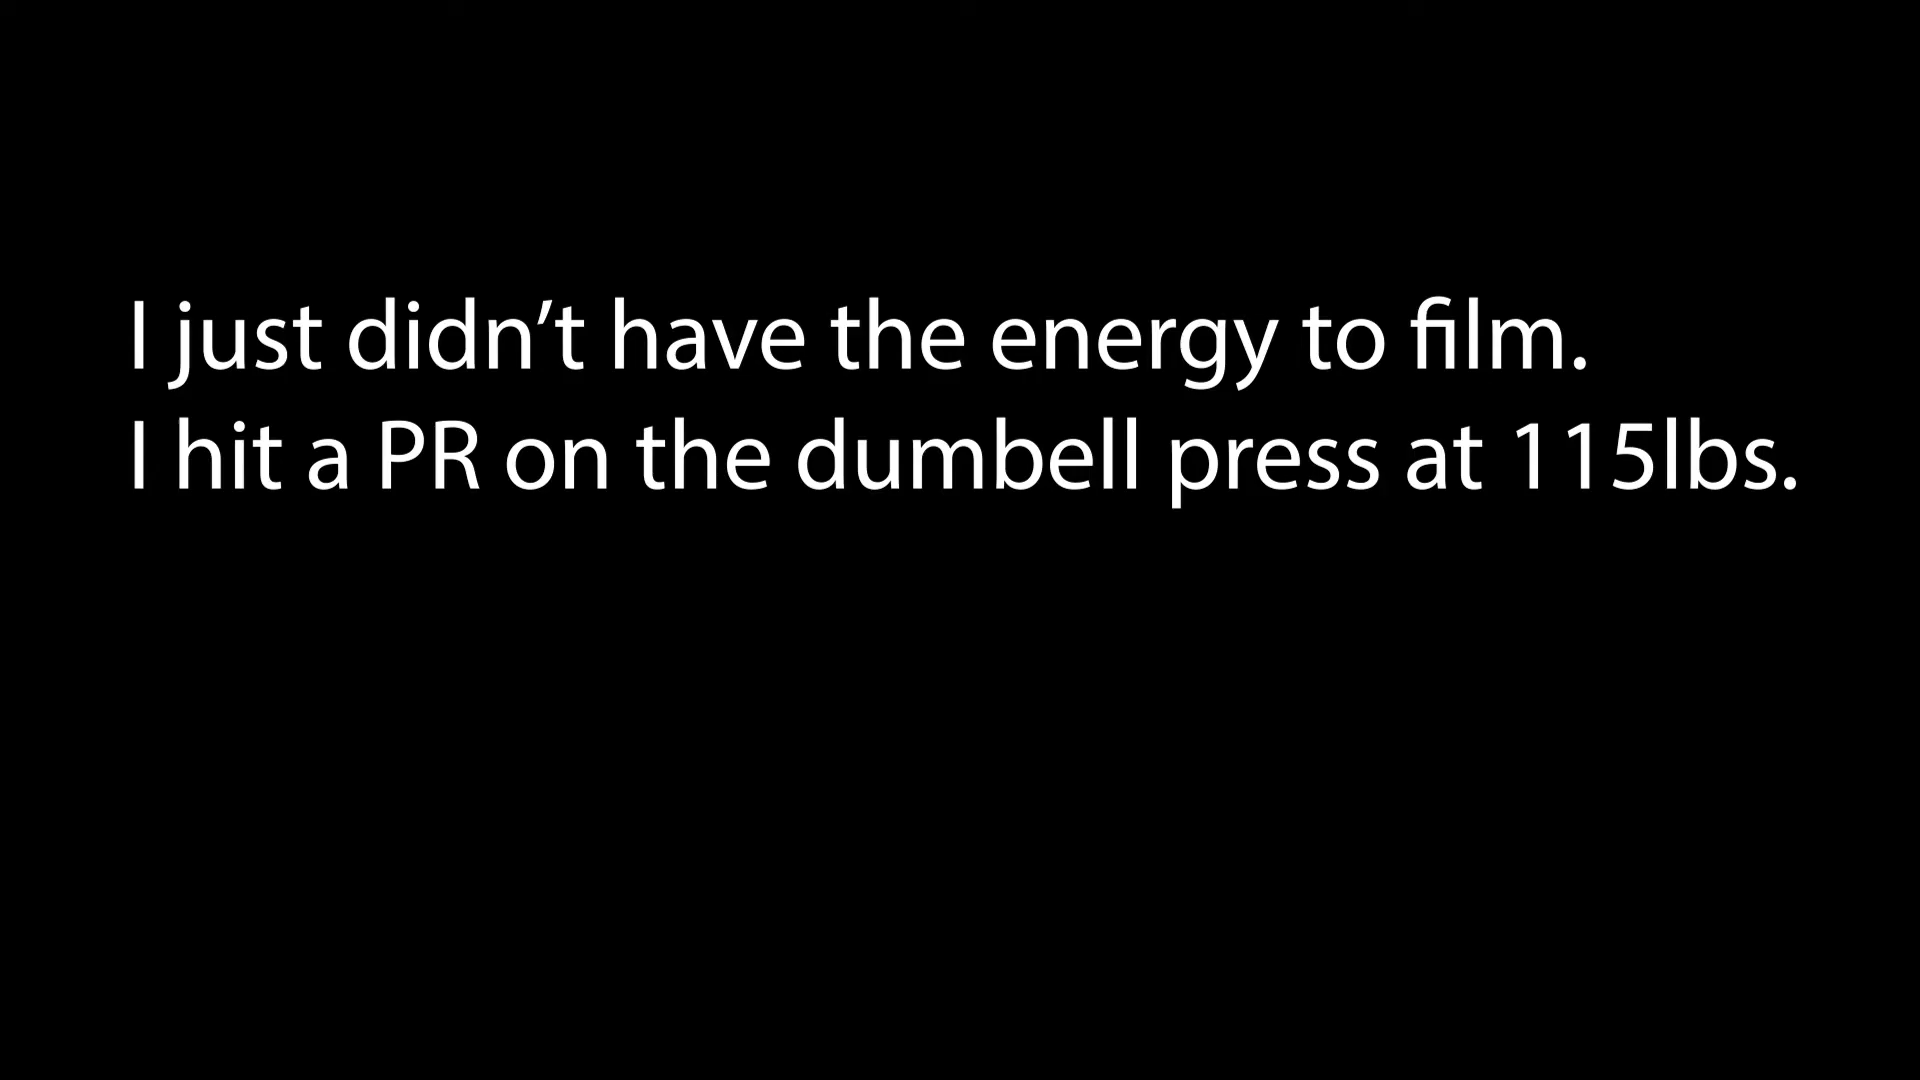 I just didn’t have the energy to film.
I hit a PR on the dumbell press at 115lbs.